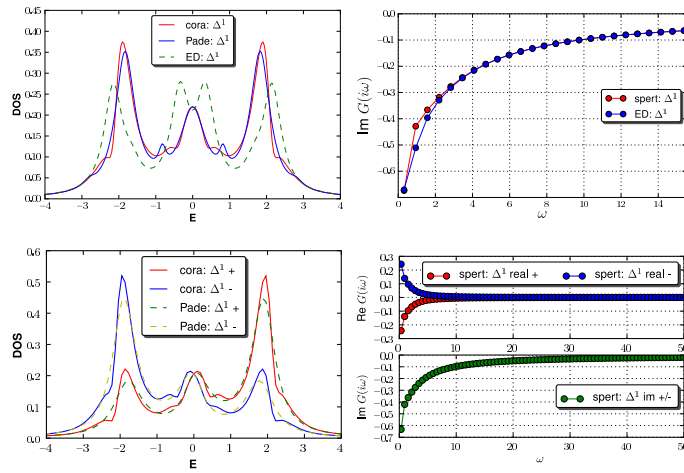 0.45
0.40
0.35
0.30
0.25
0.20
0.15
0.10
0.05
0.00
DOS
cora: Δ¹
Pade: Δ¹
ED: Δ¹
−4 −3 −2 −1 0 1 2 3 4
E
−0.1
−0.2
−0.3
−0.4
−0.5
−0.6
Im G(iω)
spert: Δ¹
ED: Δ¹
0 2 4 6 8 10 12 14
ω
0.6
0.5
0.4
0.3
0.2
0.1
0.0
DOS
cora: Δ¹ +
cora: Δ¹ -
Pade: Δ¹ +
Pade: Δ¹ -
−4 −3 −2 −1 0 1 2 3 4
E
0.3
0.2
0.1
0.0
−0.1
−0.2
−0.3
Re G(iω)
spert: Δ¹ real + spert: Δ¹ real -
0 10 20 30 40 50
0.0
−0.1
−0.2
−0.3
−0.4
−0.5
−0.6
−0.7
Im G(iω)
spert: Δ¹ im +/-
0 10 20 30 40 50
ω